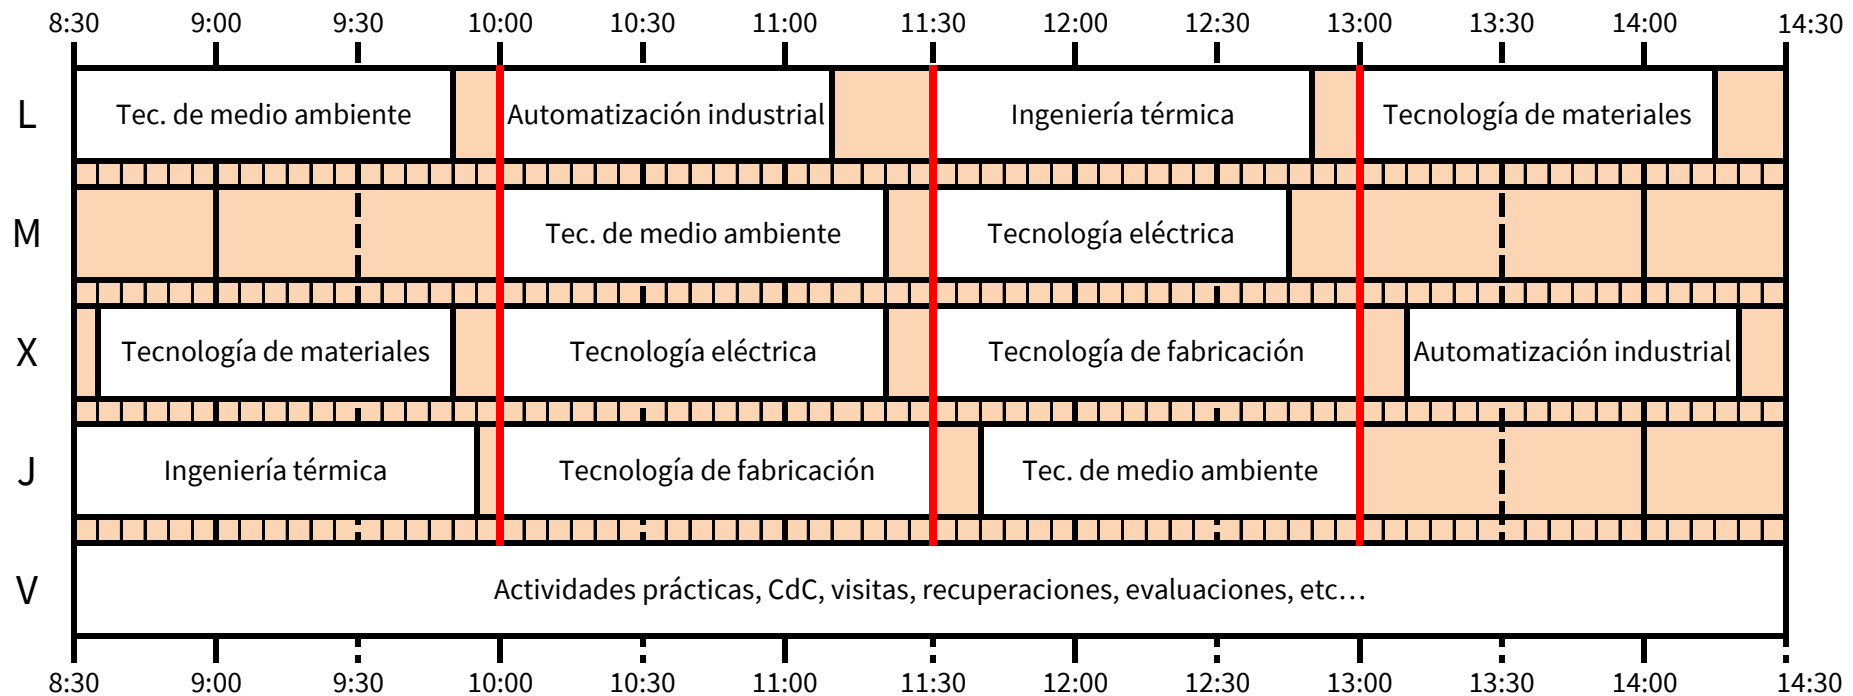 8:30 9:00 9:30 10:00 10:30 11:00 11:30 12:00 12:30 13:00 13:30 14:00 14:30
L Tec. de medio ambiente Automatización industrial Ingeniería térmica Tecnología de materiales
M Tec. de medio ambiente Tecnología eléctrica
X Tecnología de materiales Tecnología eléctrica Tecnología de fabricación Automatización industrial
J Ingeniería térmica Tecnología de fabricación Tec. de medio ambiente
V Actividades prácticas, CdC, visitas, recuperaciones, evaluaciones, etc...
8:30 9:00 9:30 10:00 10:30 11:00 11:30 12:00 12:30 13:00 13:30 14:00 14:30